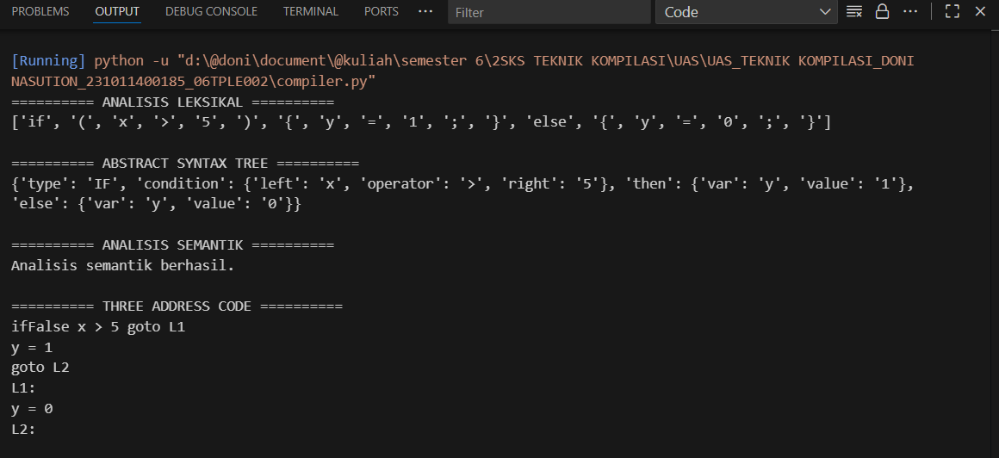 PROBLEMS OUTPUT DEBUG CONSOLE TERMINAL PORTS ··· Filter Code
[Running] python -u "d:\@doni\document\@kuliah\semester 6\2SKS TEKNIK KOMPILASI\UAS\UAS_TEKNIK KOMPILASI_DONI
NASUTION_231011400185_06TPLE002\compiler.py"
========== ANALISIS LEKSIKAL ==========
['if', '(', 'x', '>', '5', ')', '{', 'y', '=', '1', ';', '}', 'else', '{', 'y', '=', '0', ';', '}']
========== ABSTRACT SYNTAX TREE ==========
{'type': 'IF', 'condition': {'left': 'x', 'operator': '>', 'right': '5'}, 'then': {'var': 'y', 'value': '1'},
'else': {'var': 'y', 'value': '0'}}
========== ANALISIS SEMANTIK ==========
Analisis semantik berhasil.
========== THREE ADDRESS CODE ==========
ifFalse x > 5 goto L1
y = 1
goto L2
L1:
y = 0
L2: